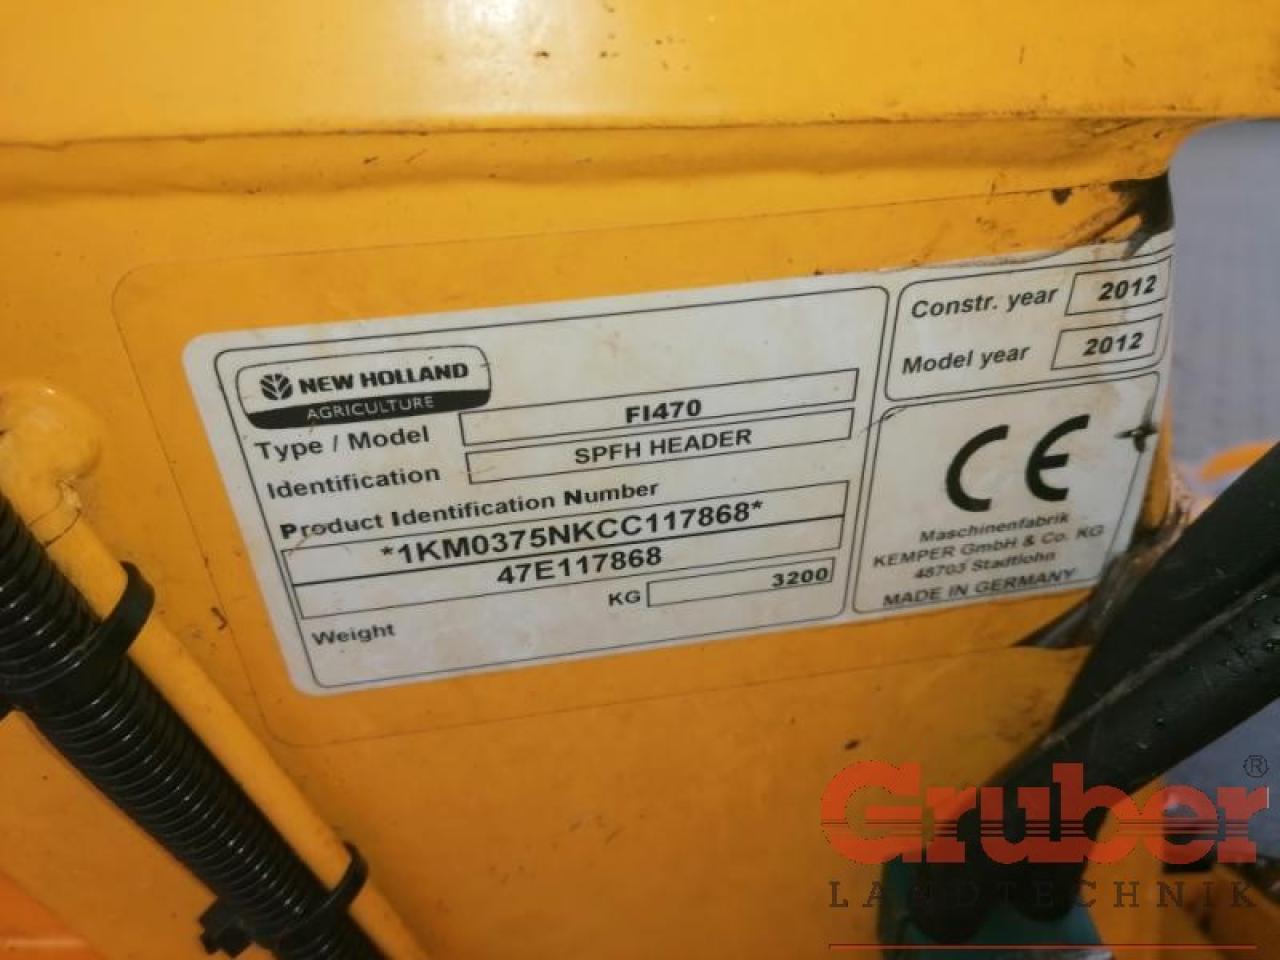 NEW HOLLAND
AGRICULTURE
Type / Model FI470
Identification SPFH HEADER
Product Identification Number
*1KM0375NKCC117868*
47E117868
Weight KG 3200
Constr. year 2012
Model year 2012
CE
Maschinenfabrik
KEMPER GmbH & Co. KG
48703 Stadtlohn
MADE IN GERMANY
Gruber®
LANDTECHNIK